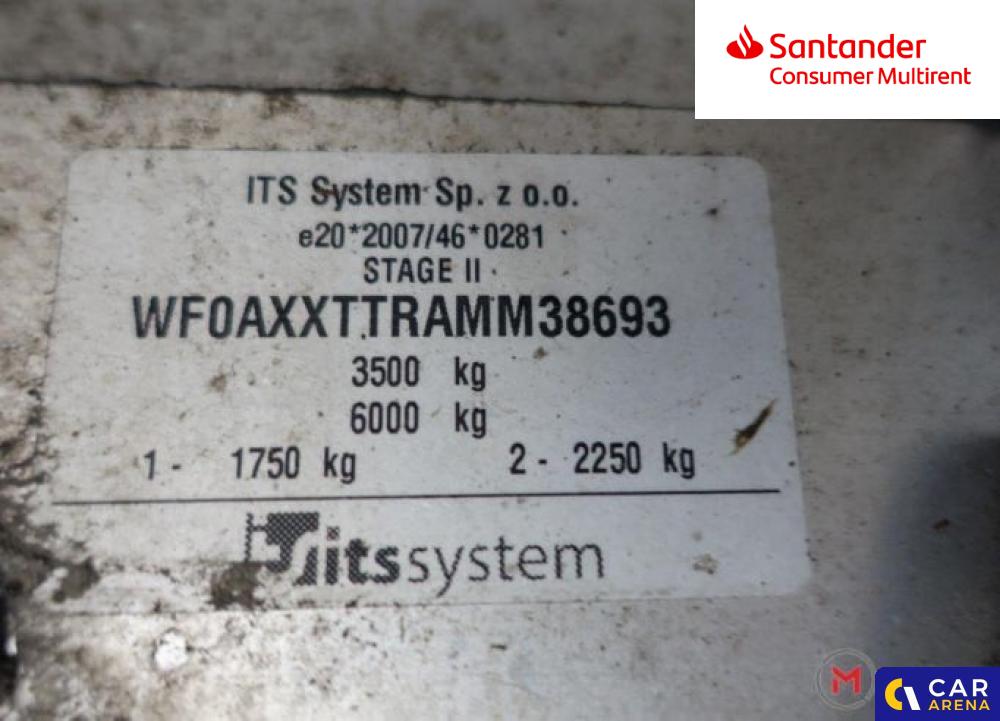 Santander
Consumer Multirent
ITS System Sp. z o.o.
e20*2007/46*0281
STAGE II
WF0AXXTTRAMM38693
3500 kg
6000 kg
1 - 1750 kg 2 - 2250 kg
itssystem
M
CAR
ARENA